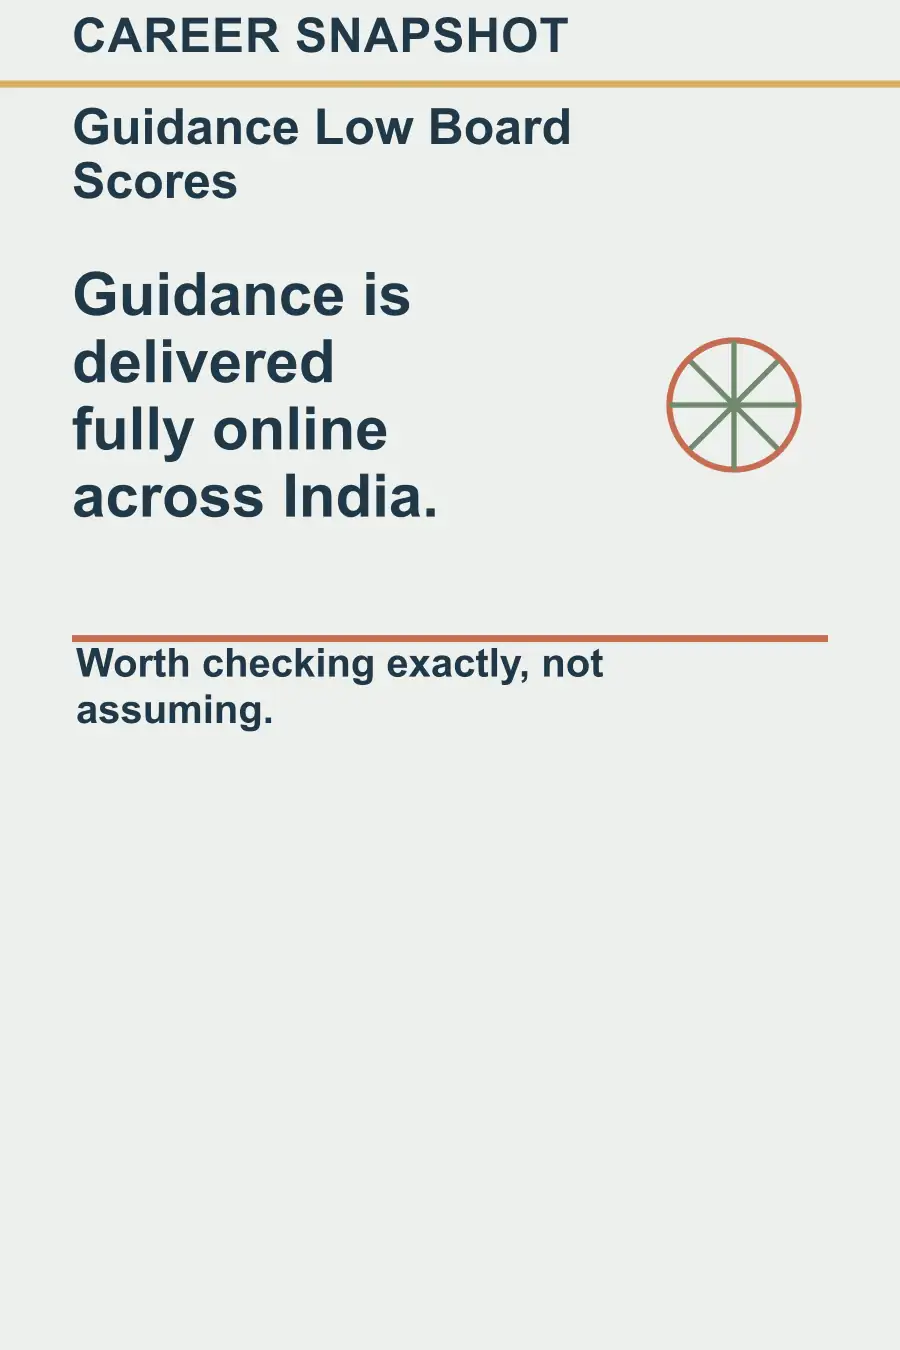 CAREER SNAPSHOT
Guidance Low Board
Scores
Guidance is
delivered
fully online
across India.
Worth checking exactly, not
assuming.